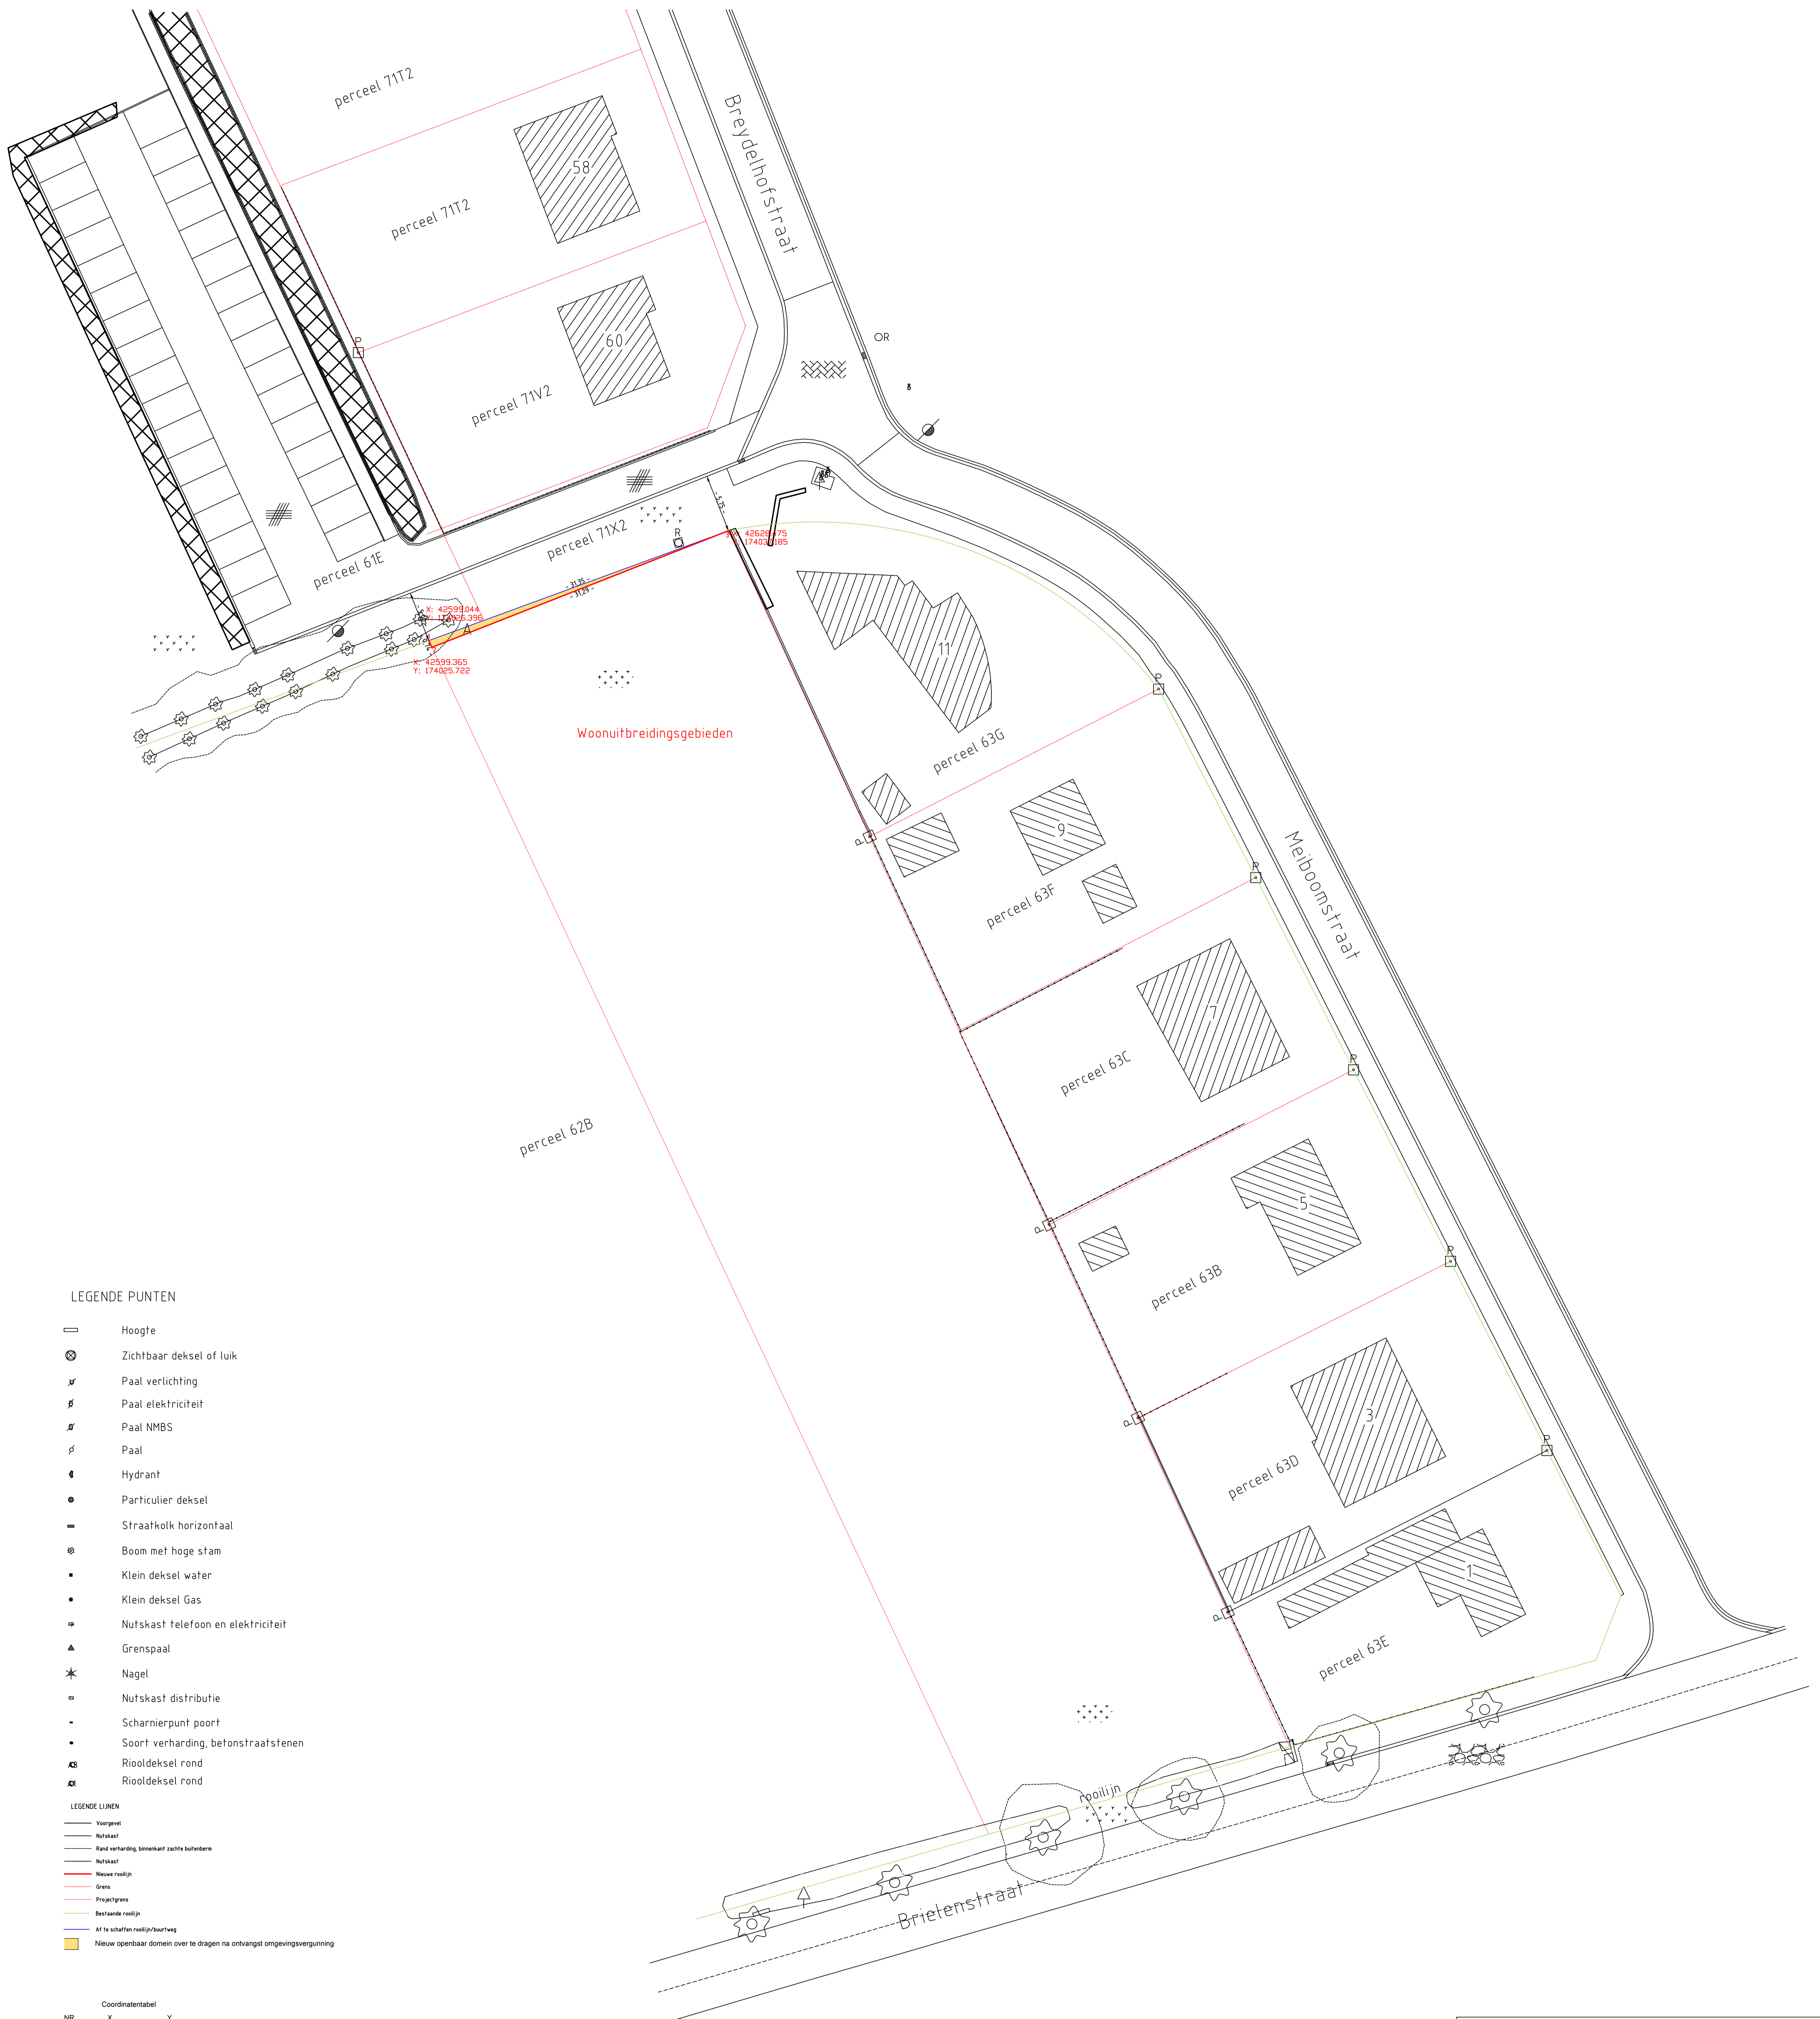 perceel 71T2
Breydelhofstraat
58
perceel 71T2
P
OR
60
perceel 71V2
- 5,75 -
perceel 71X2
R
perceel 61E
- 31,35 -
- 31,29 -
X: 42599.044
A
X: 42599.365
Y: 174025.722
11
Woonuitbreidingsgebieden
P
perceel 63G
9
P
Meiboomstraat
P
perceel 63F
7
perceel 63C
P
perceel 62B
5
P
perceel 63B
P
3
P
perceel 63D
P
1
P
perceel 63E
rooilijn
Brielenstraat
LEGENDE PUNTEN
Hoogte
Zichtbaar deksel of luik
Paal verlichting
Paal elektriciteit
Paal NMBS
Paal
Hydrant
Particulier deksel
Straatkolk horizontaal
Boom met hoge stam
Klein deksel water
Klein deksel Gas
Nutskast telefoon en elektriciteit
Grenspaal
Nagel
Nutskast distributie
Scharnierpunt poort
Soort verharding, betonstraatstenen
Riooldeksel rond
Riooldeksel rond
LEGENDE LIJNEN
Voorgevel
Nutskast
Rand verharding, binnenkant zachte buitenberm
Nutskast
Nieuwe rooilijn
Grens
Projectgrens
Bestaande rooilijn
Af te schaffen rooilijn/buurtweg
Nieuw openbaar domein over te dragen na ontvangst omgevingsvergunning
Coordinatentabel
NR X Y